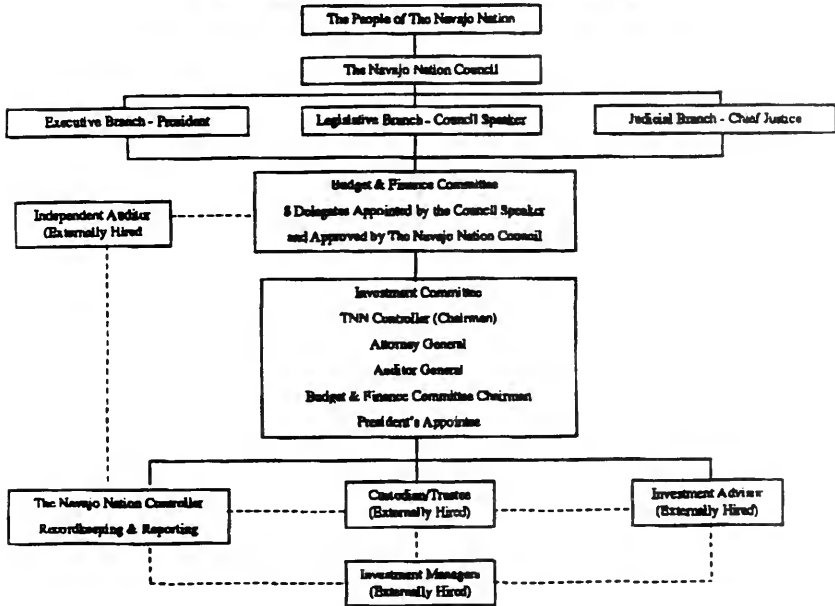 The People of The Navajo Nation
The Navajo Nation Council
Executive Branch - President
Legislative Branch - Council Speaker
Judicial Branch - Chief Justice
Budget & Finance Committee
8 Delegates Appointed by the Council Speaker
and Approved by The Navajo Nation Council
Independent Auditor
(Externally Hired
Investment Committee
TNN Controller (Chairman)
Attorney General
Auditor General
Budget & Finance Committee Chairman
President's Appointee
The Navajo Nation Controller
Recordkeeping & Reporting
Custodian/Trustee
(Externally Hired)
Investment Advisor
(Externally Hired)
Investment Managers
(Externally Hired)